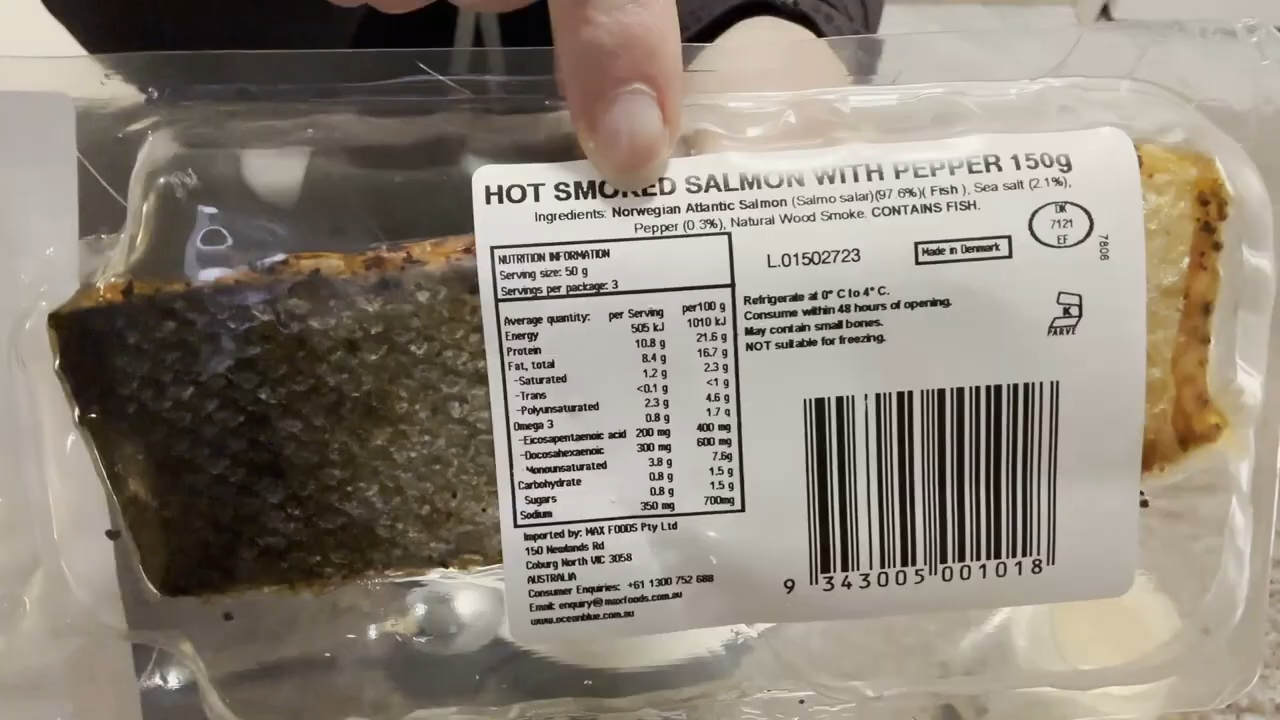 HOT SMOKED SALMON WITH PEPPER 150g
Ingredients: Norwegian Atlantic Salmon (Salmo salar)(97.6%)( Fish ), Sea salt (2.1%),
Pepper (0.3%), Natural Wood Smoke. CONTAINS FISH.
NUTRITION INFORMATION
Serving size: 50 g
Servings per package: 3
Average quantity: per Serving per100 g
Energy 505 kJ 1010 kJ
Protein 10.8 g 21.6 g
Fat, total 8.4 g 16.7 g
-Saturated 1.2 g 2.3 g
-Trans <0.1 g <1 g
-Polyunsaturated 2.3 g 4.6 g
Omega 3 0.8 g 1.7 g
-Eicosapentaenoic acid 200 mg 400 mg
-Docosahexaenoic 300 mg 600 mg
-Monounsaturated 3.8 g 7.6g
Carbohydrate 0.8 g 1.5 g
Sugars 0.8 g 1.5 g
Sodium 350 mg 700mg
Imported by: MAX FOODS Pty Ltd
150 Newlands Rd
Coburg North VIC 3058
AUSTRALIA
Consumer Enquiries: +61 1300 752 688
Email: enquiry@maxfoods.com.au
www.oceanblue.com.au
L.01502723
Made in Denmark
DK
7121
EF
7806
Refrigerate at 0° C to 4° C.
Consume within 48 hours of opening.
May contain small bones.
NOT suitable for freezing.
K
PARVE
9 343005 001018